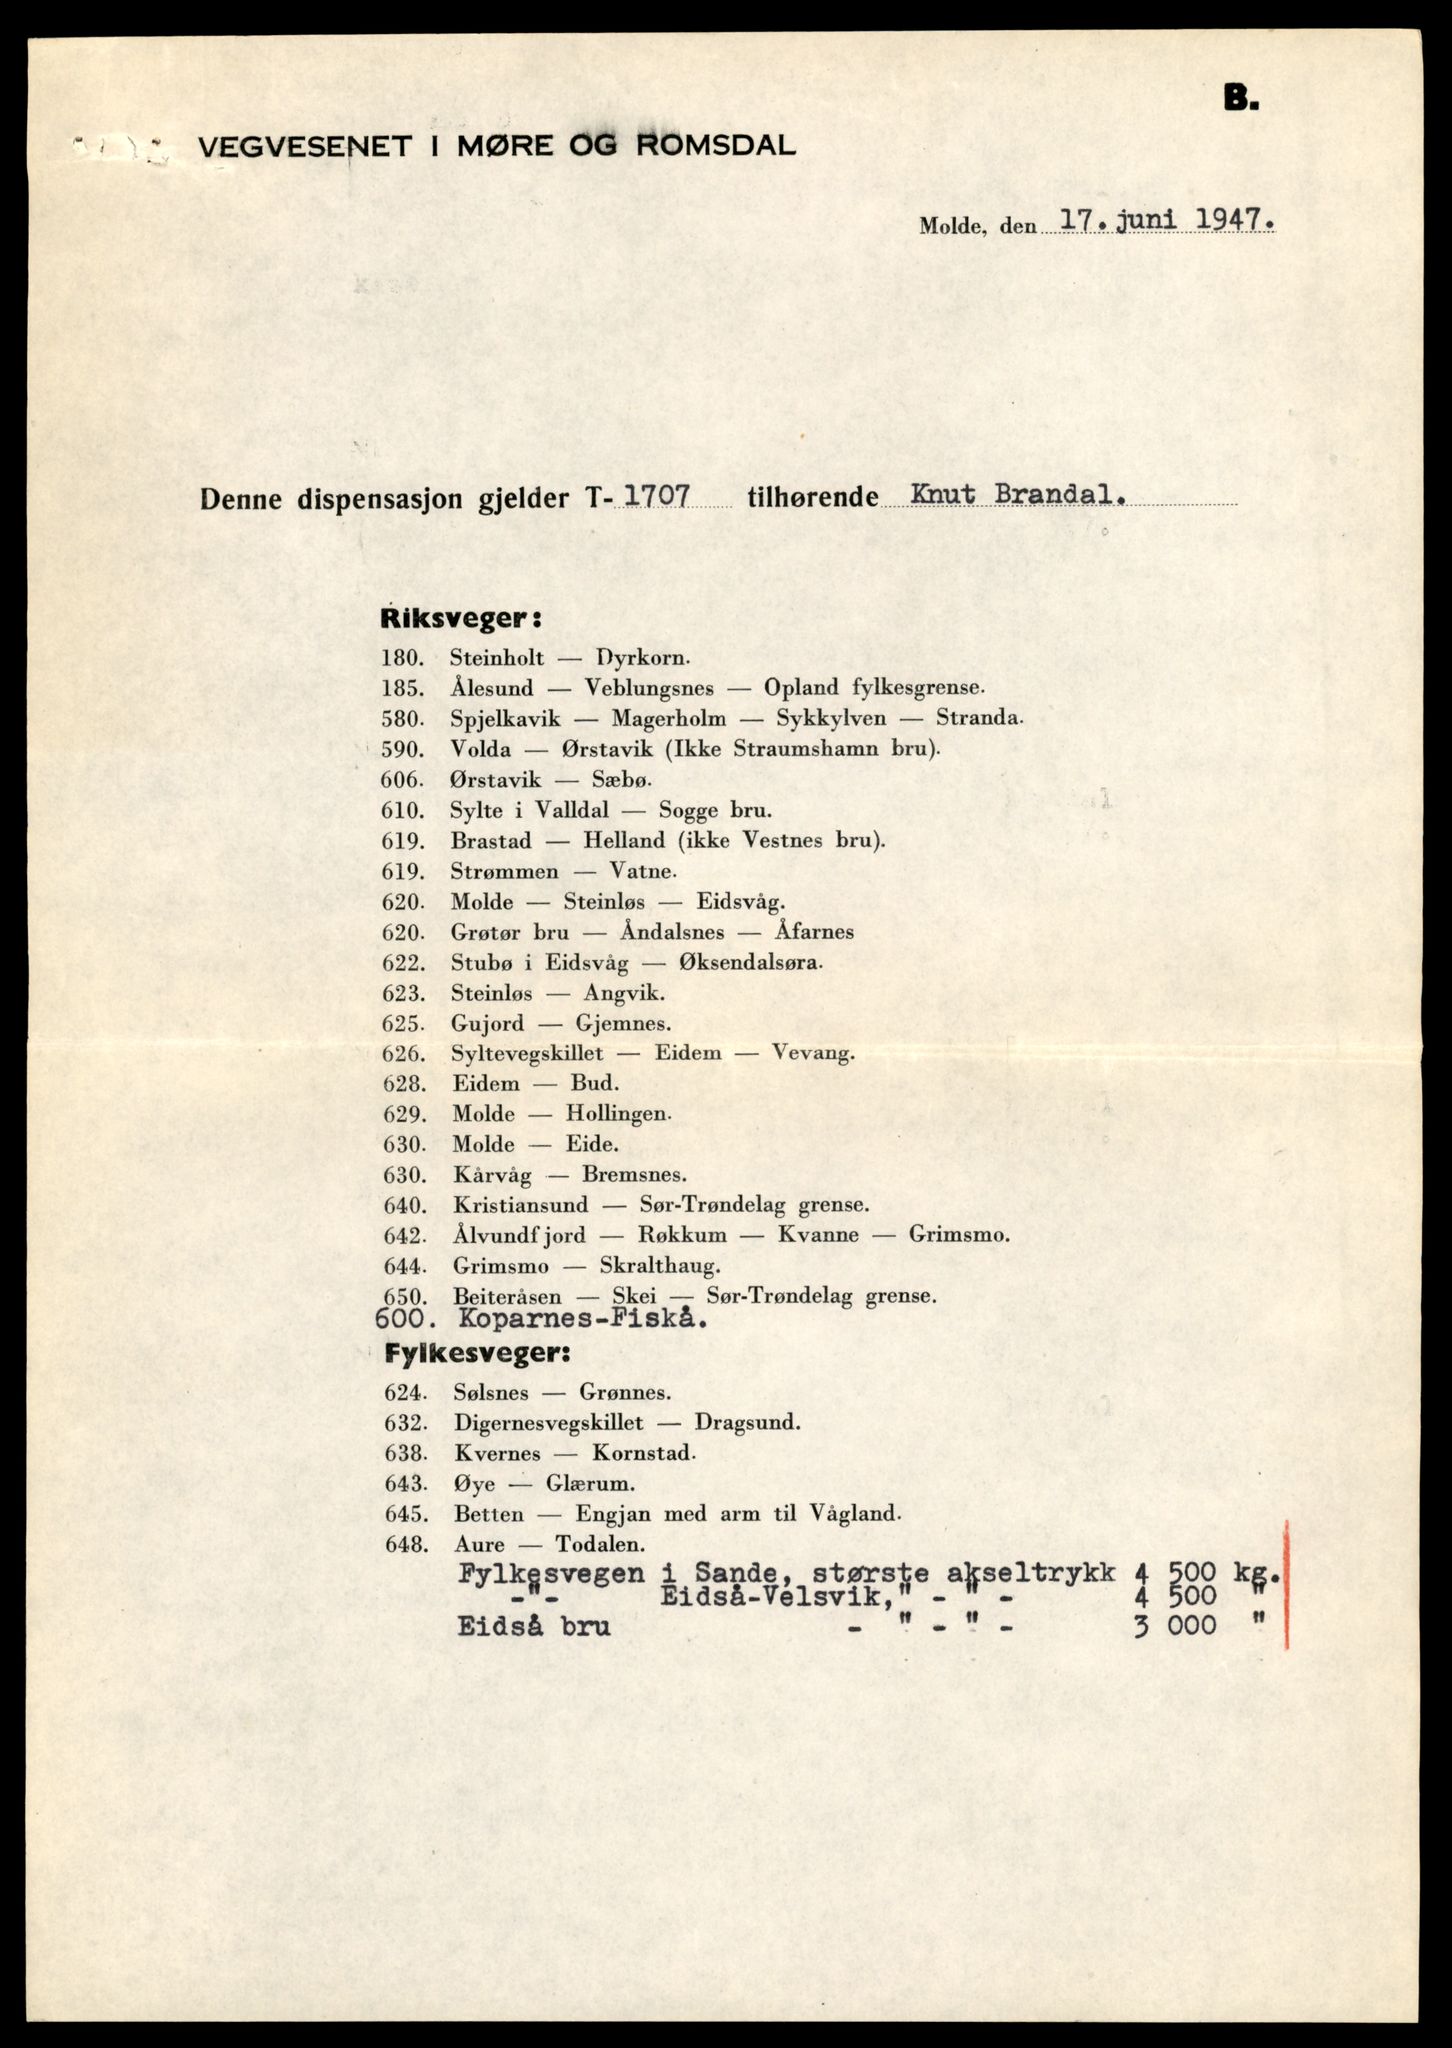 B.
VEGVESENET I MØRE OG ROMSDAL
Molde, den 17. juni 1947.
Denne dispensasjon gjelder T- 1707 tilhørende Knut Brandal.
Riksveger:
180. Steinholt — Dyrkorn.
185. Ålesund — Veblungsnes — Opland fylkesgrense.
580. Spjelkavik — Magerholm — Sykkylven — Stranda.
590. Volda — Ørstavik (Ikke Straumshamn bru).
606. Ørstavik — Sæbø.
610. Sylte i Valldal — Sogge bru.
619. Brastad — Helland (ikke Vestnes bru).
619. Strømmen — Vatne.
620. Molde — Steinløs — Eidsvåg.
620. Grøtør bru — Åndalsnes — Åfarnes
622. Stubø i Eidsvåg — Øksendalsøra.
623. Steinløs — Angvik.
625. Gujord — Gjemnes.
626. Syltevegskillet — Eidem — Vevang.
628. Eidem — Bud.
629. Molde — Hollingen.
630. Molde — Eide.
630. Kårvåg — Bremsnes.
640. Kristiansund — Sør-Trøndelag grense.
642. Ålvundfjord — Røkkum — Kvanne — Grimsmo.
644. Grimsmo — Skralthaug.
650. Beiteråsen — Skei — Sør-Trøndelag grense.
600. Koparnes-Fiskå.
Fylkesveger:
624. Sølsnes — Grønnes.
632. Digernesvegskillet — Dragsund.
638. Kvernes — Kornstad.
643. Øye — Glærum.
645. Betten — Engjan med arm til Vågland.
648. Aure — Todalen.
Fylkesvegen i Sande, største akseltrykk 4 500 kg.
-"- Eidså-Velsvik," - " - 4 500 "
Eidså bru - " - " - 3 000 "